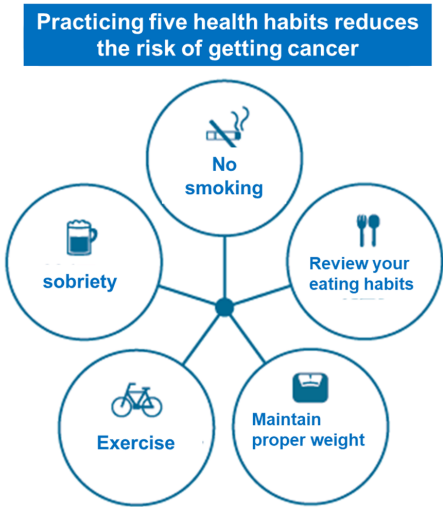 Practicing five health habits reduces
the risk of getting cancer
No
smoking
sobriety
Review your
eating habits
Exercise
Maintain
proper weight